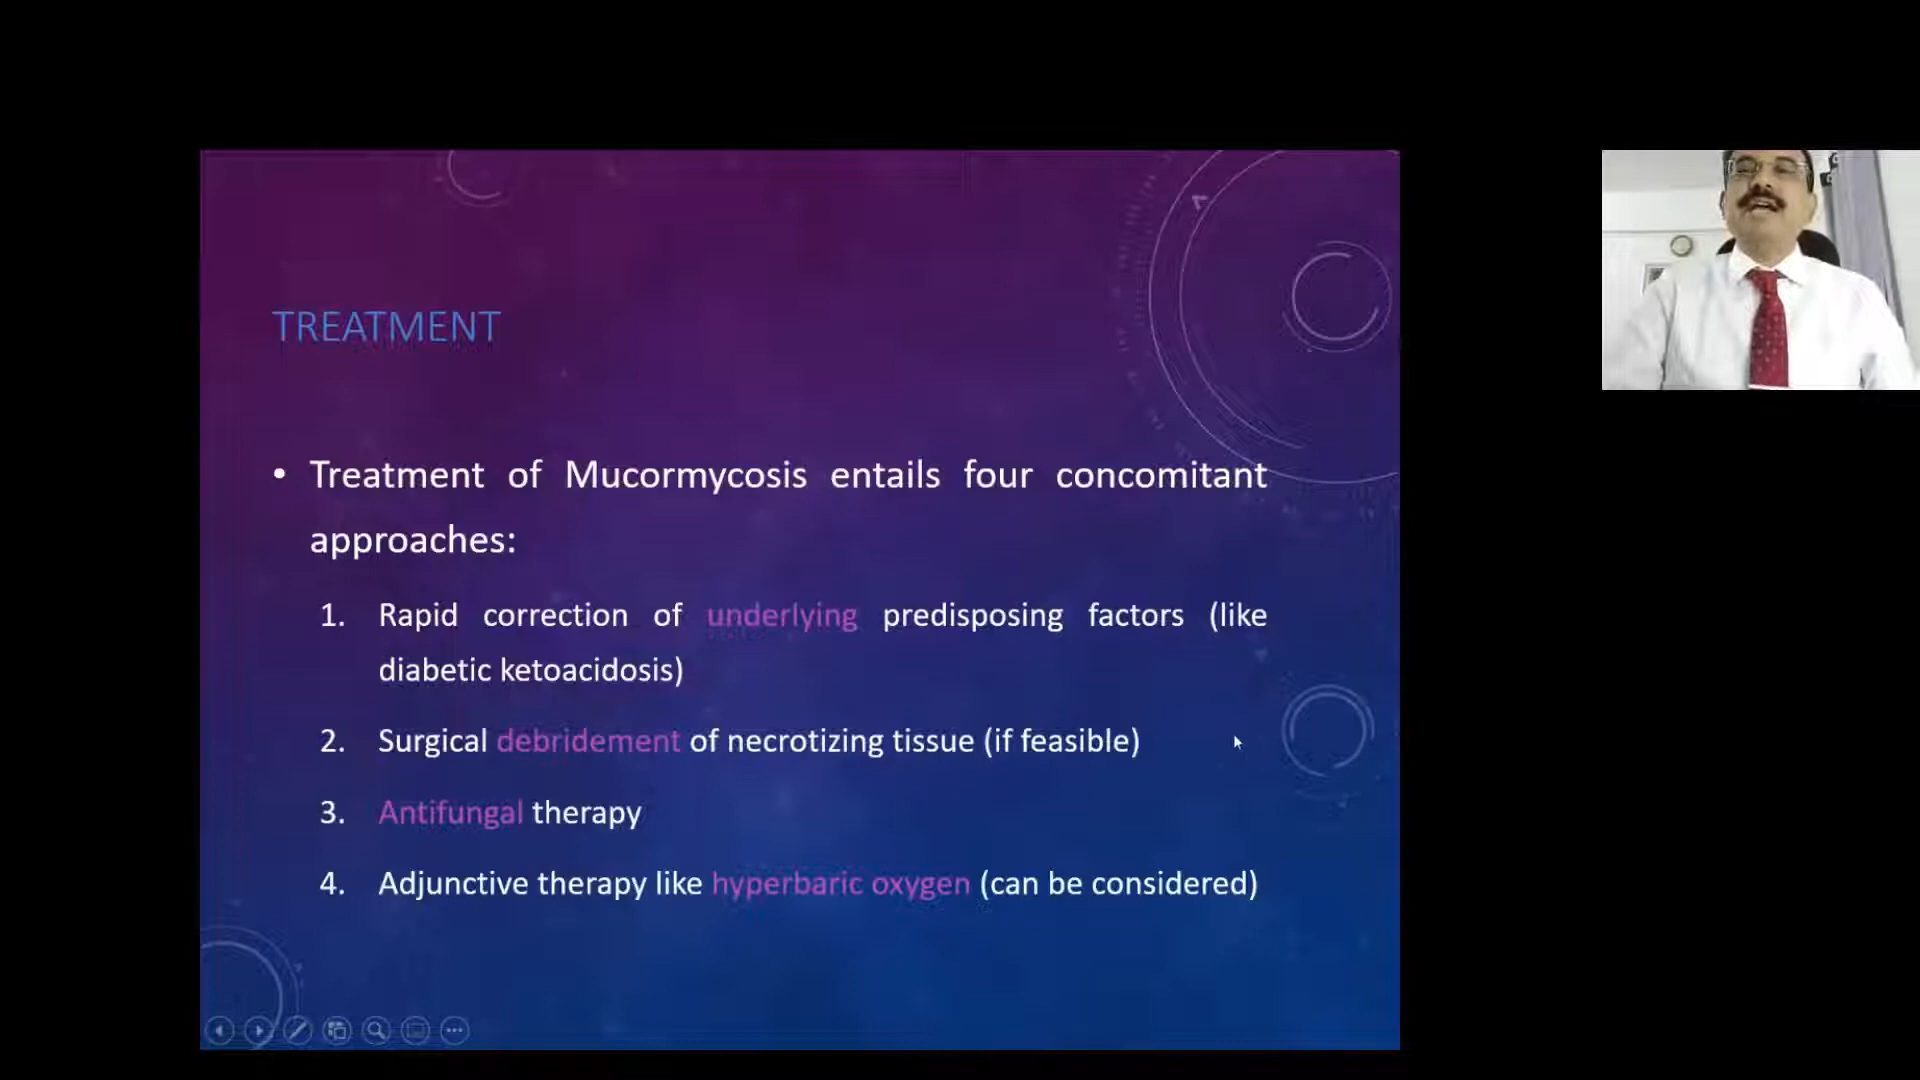 TREATMENT
• Treatment of Mucormycosis entails four concomitant
approaches:
1. Rapid correction of underlying predisposing factors (like
diabetic ketoacidosis)
2. Surgical debridement of necrotizing tissue (if feasible)
3. Antifungal therapy
4. Adjunctive therapy like hyperbaric oxygen (can be considered)